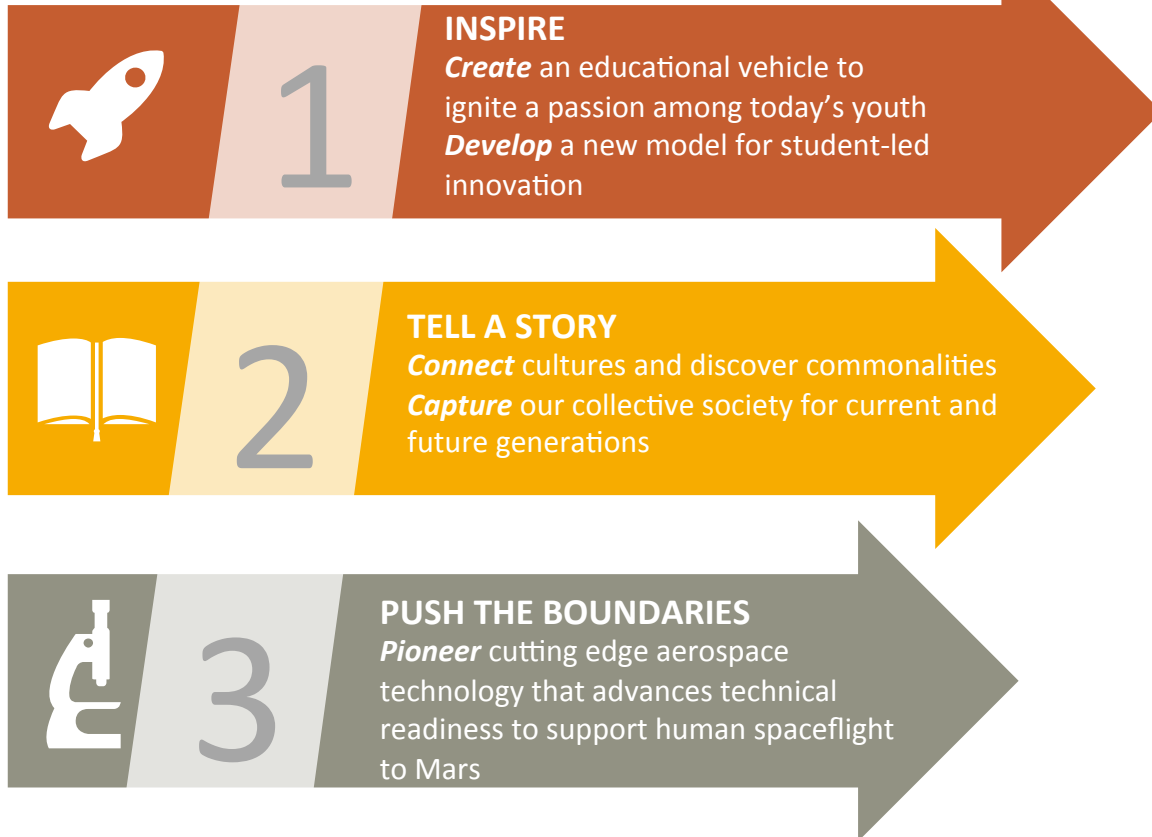 1
INSPIRE
Create an educational vehicle to
ignite a passion among today’s youth
Develop a new model for student-led
innovation
2
TELL A STORY
Connect cultures and discover commonalities
Capture our collective society for current and
future generations
3
PUSH THE BOUNDARIES
Pioneer cutting edge aerospace
technology that advances technical
readiness to support human spaceflight
to Mars